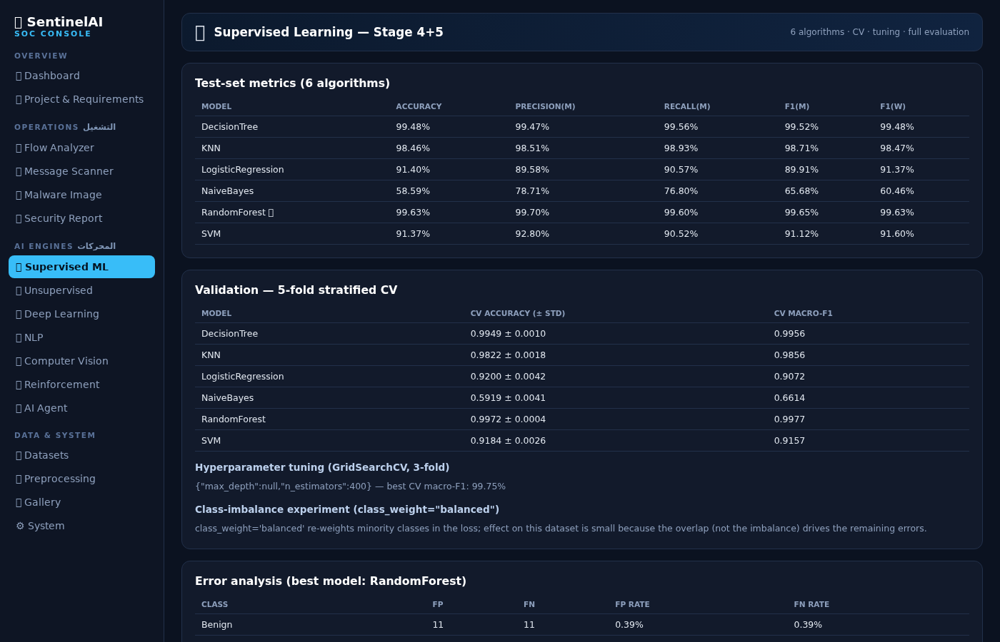 SentinelAI
SOC CONSOLE
OVERVIEW
Dashboard
Project & Requirements
OPERATIONS التشغيل
Flow Analyzer
Message Scanner
Malware Image
Security Report
AI ENGINES المحركات
Supervised ML
Unsupervised
Deep Learning
NLP
Computer Vision
Reinforcement
AI Agent
DATA & SYSTEM
Datasets
Preprocessing
Gallery
⚙ System
Supervised Learning — Stage 4+5
6 algorithms · CV · tuning · full evaluation
Test-set metrics (6 algorithms)
MODEL ACCURACY PRECISION(M) RECALL(M) F1(M) F1(W)
DecisionTree 99.48% 99.47% 99.56% 99.52% 99.48%
KNN 98.46% 98.51% 98.93% 98.71% 98.47%
LogisticRegression 91.40% 89.58% 90.57% 89.91% 91.37%
NaiveBayes 58.59% 78.71% 76.80% 65.68% 60.46%
RandomForest 99.63% 99.70% 99.60% 99.65% 99.63%
SVM 91.37% 92.80% 90.52% 91.12% 91.60%
Validation — 5-fold stratified CV
MODEL CV ACCURACY (± STD) CV MACRO-F1
DecisionTree 0.9949 ± 0.0010 0.9956
KNN 0.9822 ± 0.0018 0.9856
LogisticRegression 0.9200 ± 0.0042 0.9072
NaiveBayes 0.5919 ± 0.0041 0.6614
RandomForest 0.9972 ± 0.0004 0.9977
SVM 0.9184 ± 0.0026 0.9157
Hyperparameter tuning (GridSearchCV, 3-fold)
{"max_depth":null,"n_estimators":400} — best CV macro-F1: 99.75%
Class-imbalance experiment (class_weight="balanced")
class_weight='balanced' re-weights minority classes in the loss; effect on this dataset is small because the overlap (not the imbalance) drives the remaining errors.
Error analysis (best model: RandomForest)
CLASS FP FN FP RATE FN RATE
Benign 11 11 0.39% 0.39%